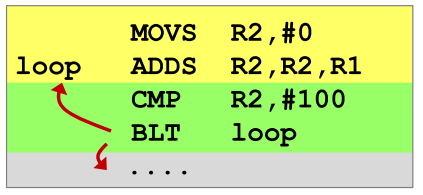 MOVS R2,#0
loop ADDS R2,R2,R1
CMP R2,#100
BLT loop
....